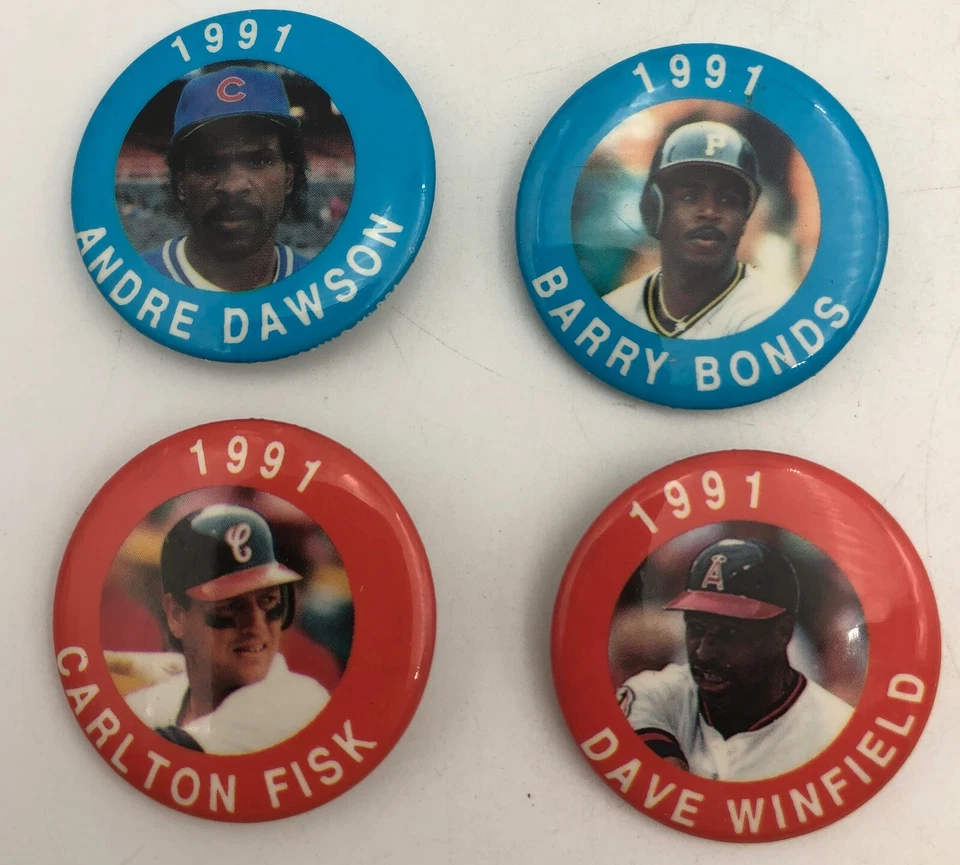 1991
C
ANDRE DAWSON
1991
P
BARRY BONDS
1991
C
CARLTON FISK
1991
A
DAVE WINFIELD